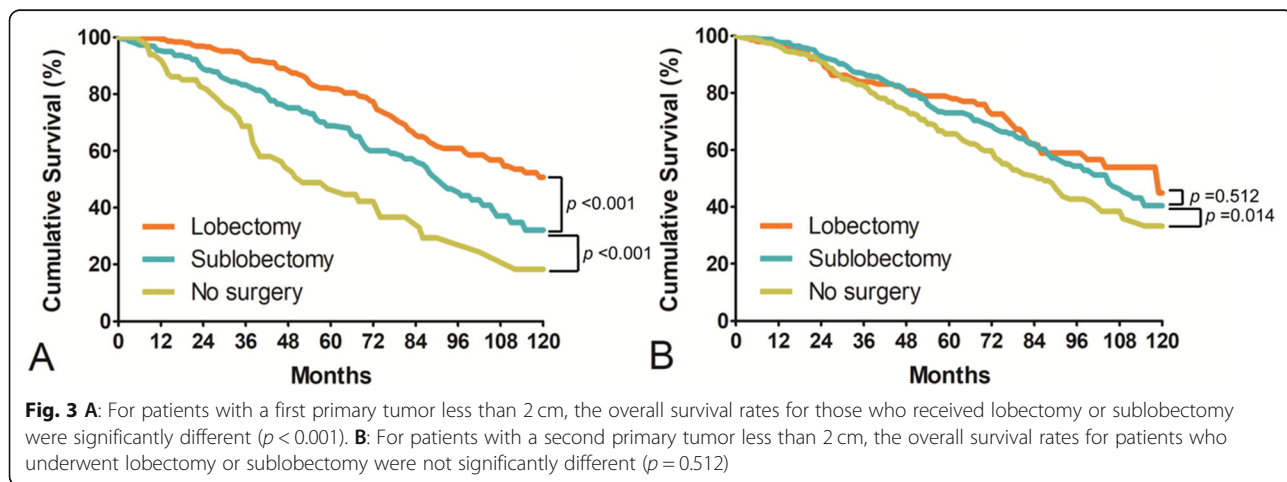 100
80
60
40
20
0
Cumulative Survival (%)
Lobectomy
Sublobectomy
No surgery
p <0.001
p <0.001
0 12 24 36 48 60 72 84 96 108 120
Months
A
100
80
60
40
20
0
Cumulative Survival (%)
Lobectomy
Sublobectomy
No surgery
p =0.512
p =0.014
0 12 24 36 48 60 72 84 96 108 120
Months
B
Fig. 3 A: For patients with a first primary tumor less than 2 cm, the overall survival rates for those who received lobectomy or sublobectomy
were significantly different (p < 0.001). B: For patients with a second primary tumor less than 2 cm, the overall survival rates for patients who
underwent lobectomy or sublobectomy were not significantly different (p = 0.512)